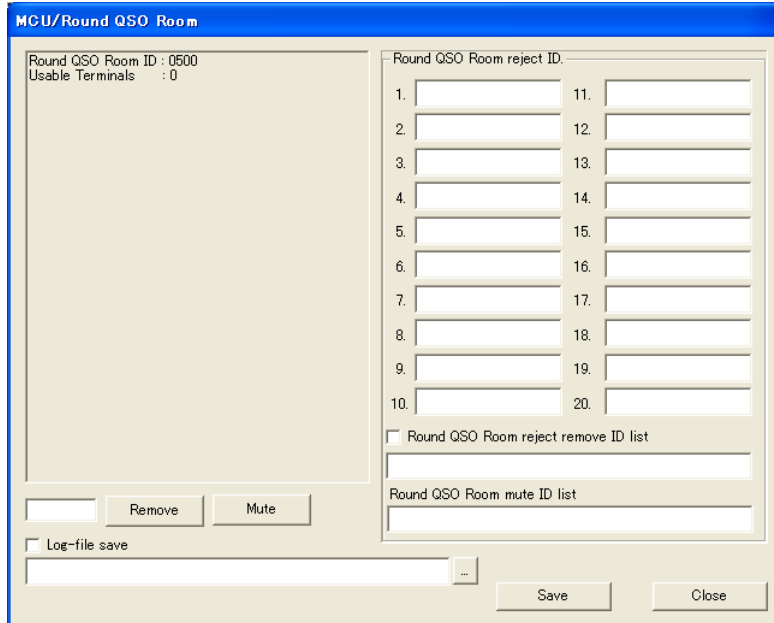 MCU/Round QSO Room
Round QSO Room ID : 0500
Usable Terminals : 0
Remove
Mute
Log-file save
...
Round QSO Room reject ID.
1.
11.
2.
12.
3.
13.
4.
14.
5.
15.
6.
16.
7.
17.
8.
18.
9.
19.
10.
20.
Round QSO Room reject remove ID list
Round QSO Room mute ID list
Save
Close